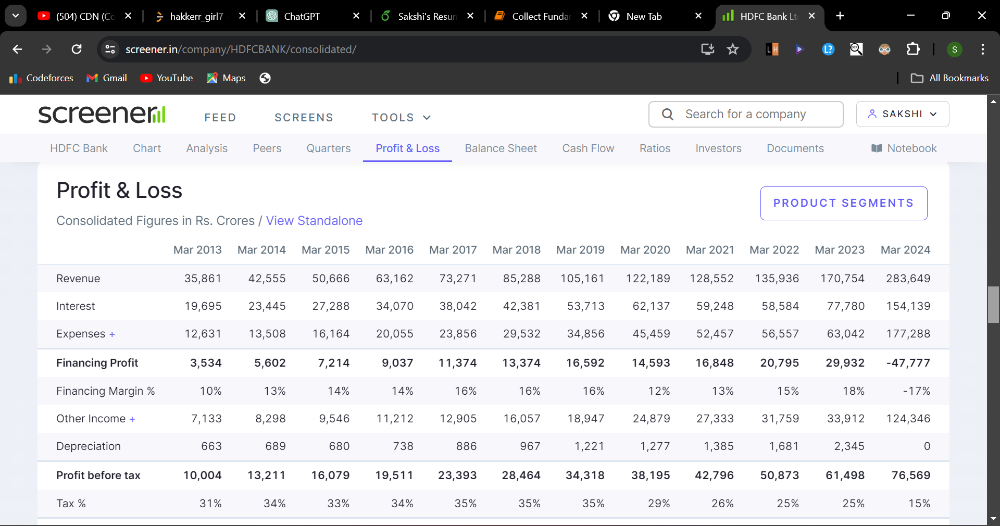 (504) CDN (Co
hakkerr_girl7 -
ChatGPT
Sakshi's Resun
Collect Fundar
New Tab
HDFC Bank Lt
screener.in/company/HDFCBANK/consolidated/
LH
L?
OCR
S
Codeforces Gmail YouTube Maps All Bookmarks
screener FEED SCREENS TOOLS Search for a company SAKSHI
HDFC Bank Chart Analysis Peers Quarters Profit & Loss Balance Sheet Cash Flow Ratios Investors Documents Notebook
Profit & Loss
PRODUCT SEGMENTS
Consolidated Figures in Rs. Crores / View Standalone
Mar 2013 Mar 2014 Mar 2015 Mar 2016 Mar 2017 Mar 2018 Mar 2019 Mar 2020 Mar 2021 Mar 2022 Mar 2023 Mar 2024
Revenue 35,861 42,555 50,666 63,162 73,271 85,288 105,161 122,189 128,552 135,936 170,754 283,649
Interest 19,695 23,445 27,288 34,070 38,042 42,381 53,713 62,137 59,248 58,584 77,780 154,139
Expenses + 12,631 13,508 16,164 20,055 23,856 29,532 34,856 45,459 52,457 56,557 63,042 177,288
Financing Profit 3,534 5,602 7,214 9,037 11,374 13,374 16,592 14,593 16,848 20,795 29,932 -47,777
Financing Margin % 10% 13% 14% 14% 16% 16% 16% 12% 13% 15% 18% -17%
Other Income + 7,133 8,298 9,546 11,212 12,905 16,057 18,947 24,879 27,333 31,759 33,912 124,346
Depreciation 663 689 680 738 886 967 1,221 1,277 1,385 1,681 2,345 0
Profit before tax 10,004 13,211 16,079 19,511 23,393 28,464 34,318 38,195 42,796 50,873 61,498 76,569
Tax % 31% 34% 33% 34% 35% 35% 35% 29% 26% 25% 25% 15%